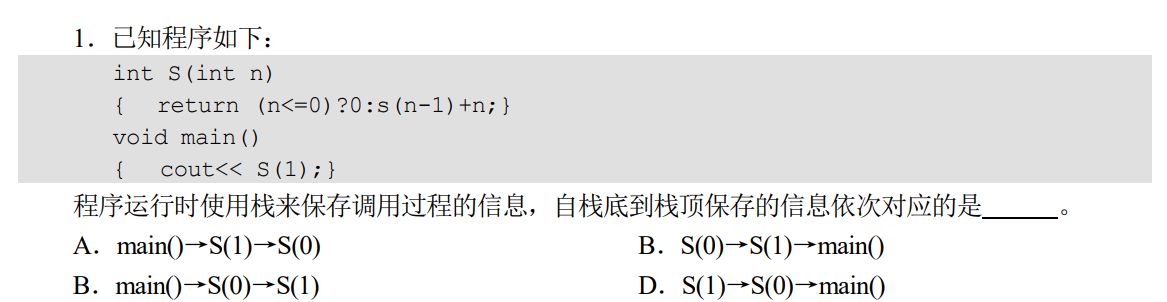 1．已知程序如下：
int S(int n)
{ return (n<=0)?0:s(n-1)+n;}
void main()
{ cout<< S(1);}
程序运行时使用栈来保存调用过程的信息，自栈底到栈顶保存的信息依次对应的是______。
A．main()→S(1)→S(0) B．S(0)→S(1)→main()
B．main()→S(0)→S(1) D．S(1)→S(0)→main()